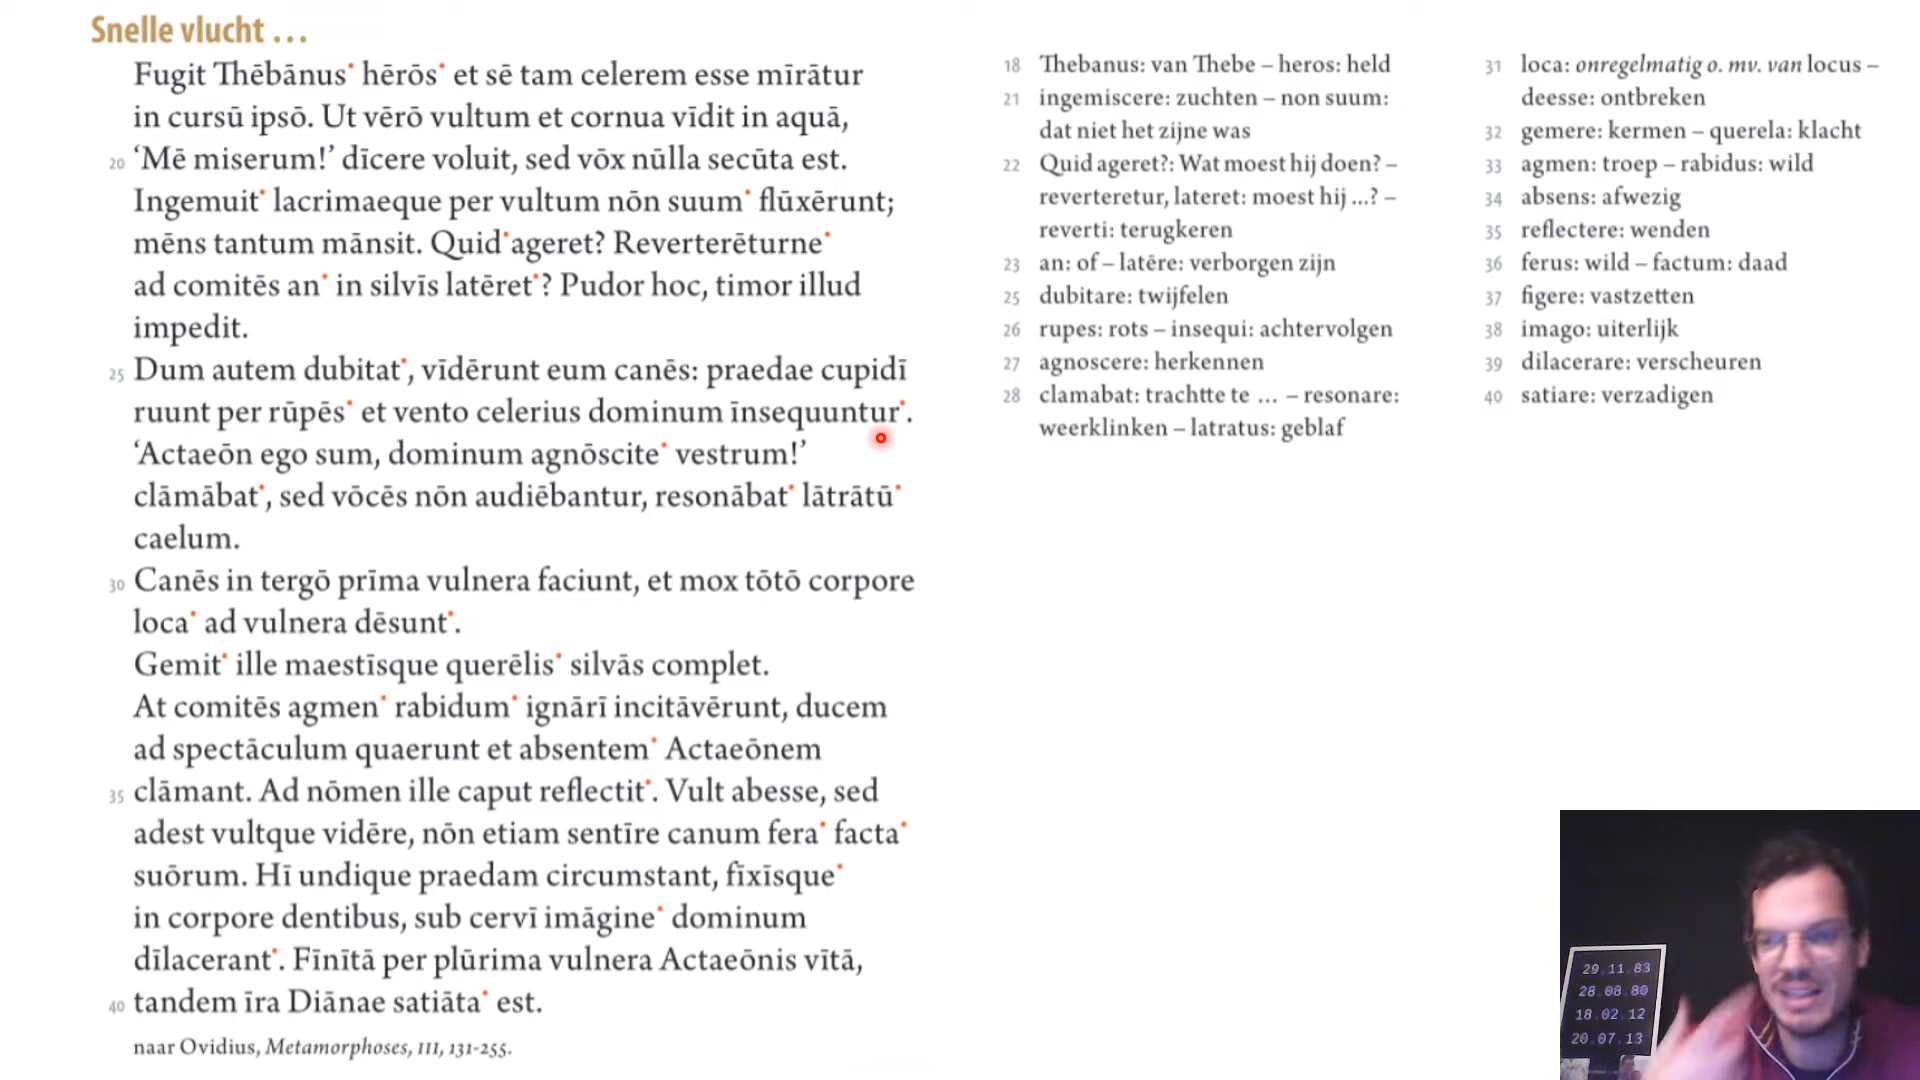 Snelle vlucht …
Fugit Thēbānus• hērōs• et sē tam celerem esse mīrātur
in cursū ipsō. Ut vērō vultum et cornua vīdit in aquā,
20 ‘Mē miserum!’ dīcere voluit, sed vōx nūlla secūta est.
Ingemuit• lacrimaeque per vultum nōn suum• flūxērunt;
mēns tantum mānsit. Quid•ageret? Reverterēturne•
ad comitēs an• in silvīs latēret•? Pudor hoc, timor illud
impedit.
25 Dum autem dubitat•, vīdērunt eum canēs: praedae cupidī
ruunt per rūpēs• et vento celerius dominum īnsequuntur•.
‘Actaeōn ego sum, dominum agnōscite• vestrum!’
clāmābat•, sed vōcēs nōn audiēbantur, resonābat• lātrātū•
caelum.
30 Canēs in tergō prīma vulnera faciunt, et mox tōtō corpore
loca• ad vulnera dēsunt•.
Gemit• ille maestīsque querēlis• silvās complet.
At comitēs agmen• rabidum• ignārī incitāvērunt, ducem
ad spectāculum quaerunt et absentem• Actaeōnem
35 clāmant. Ad nōmen ille caput reflectit•. Vult abesse, sed
adest vultque vidēre, nōn etiam sentīre canum fera• facta•
suōrum. Hī undique praedam circumstant, fīxīsque•
in corpore dentibus, sub cervī imāgine• dominum
dīlacerant•. Fīnītā per plūrima vulnera Actaeōnis vītā,
40 tandem īra Diānae satiāta• est.
naar Ovidius, Metamorphoses, III, 131-255.
18 Thebanus: van Thebe – heros: held
21 ingemiscere: zuchten – non suum:
dat niet het zijne was
22 Quid ageret?: Wat moest hij doen? –
reverteretur, lateret: moest hij ...? –
reverti: terugkeren
23 an: of – latēre: verborgen zijn
25 dubitare: twijfelen
26 rupes: rots – insequi: achtervolgen
27 agnoscere: herkennen
28 clamabat: trachtte te … – resonare:
weerklinken – latratus: geblaf
31 loca: onregelmatig o. mv. van locus –
deesse: ontbreken
32 gemere: kermen – querela: klacht
33 agmen: troep – rabidus: wild
34 absens: afwezig
35 reflectere: wenden
36 ferus: wild – factum: daad
37 figere: vastzetten
38 imago: uiterlijk
39 dilacerare: verscheuren
40 satiare: verzadigen
29.11.83
28.08.80
18.02.12
20.07.13